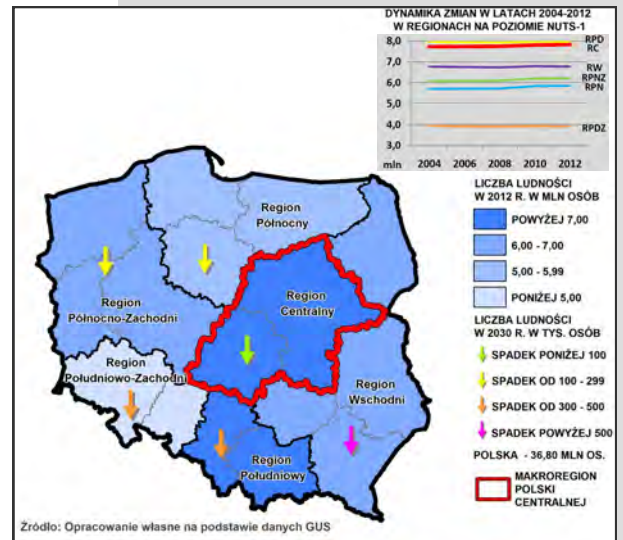 DYNAMIKA ZMIAN W LATACH 2004-2012
W REGIONACH NA POZIOMIE NUTS-1
8,0
7,0
6,0
5,0
4,0
3,0
mln
2004
2006
2008
2010
2012
RPD
RC
RW
RPNZ
RPN
RPDZ
LICZBA LUDNOŚCI
W 2012 R. W MLN OSÓB
POWYŻEJ 7,00
6,00 - 7,00
5,00 - 5,99
PONIŻEJ 5,00
LICZBA LUDNOŚCI
W 2030 R. W TYS. OSÓB
SPADEK PONIŻEJ 100
SPADEK OD 100 - 299
SPADEK OD 300 - 500
SPADEK POWYŻEJ 500
POLSKA - 36,80 MLN OS.
MAKROREGION
POLSKI
CENTRALNEJ
Region
Północny
Region
Centralny
Region
Północno-Zachodni
Region
Południowo-Zachodni
Region
Wschodni
Region
Południowy
Źródło: Opracowanie własne na podstawie danych GUS